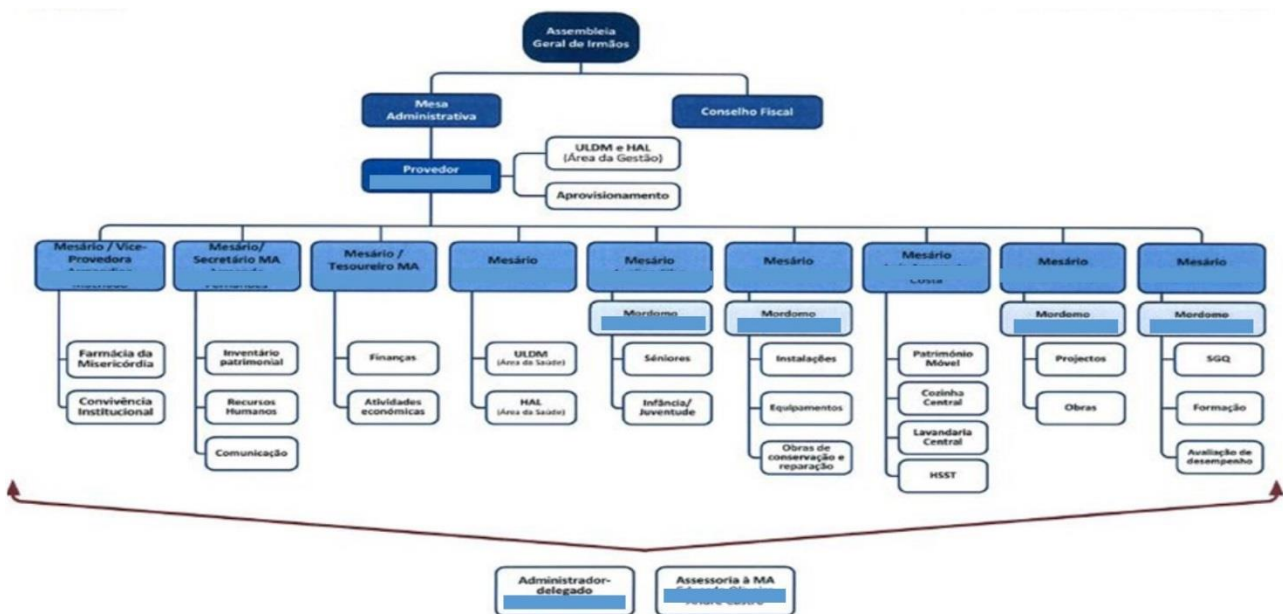 Assembleia
Geral de Irmãos
Mesa
Administrativa
Conselho Fiscal
Provedor
ULDM e HAL
(Área da Gestão)
Aprovisionamento
Mesário / Vice-
Provedora
Mesário/
Secretário MA
Mesário /
Tesoureiro MA
Mesário
Mesário
Mesário
Mesário
Costa
Mesário
Mesário
Mordomo
Mordomo
Mordomo
Mordomo
Farmácia da
Misericórdia
Convivência
Institucional
Inventário
patrimonial
Recursos
Humanos
Comunicação
Finanças
Atividades
económicas
ULDM
(Área da Saúde)
HAL
(Área da Saúde)
Séniores
Infância/
Juventude
Instalações
Equipamentos
Obras de
conservação e
reparação
Património
Móvel
Cozinha
Central
Lavandaria
Central
HSST
Projectos
Obras
SGQ
Formação
Avaliação de
desempenho
Administrador-
delegado
Assessoria à MA